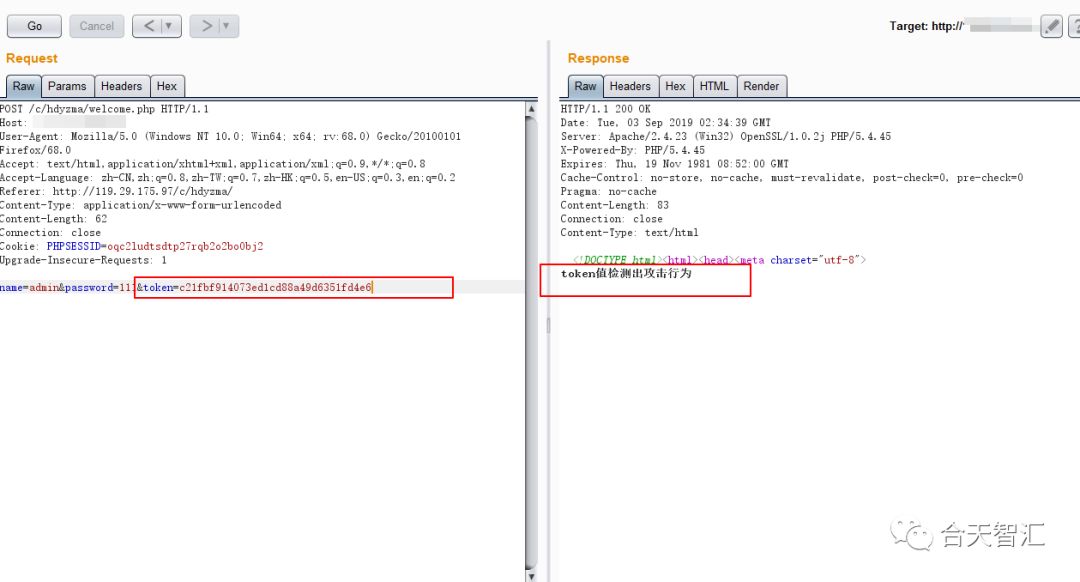 Go
Cancel
<
>
Target: http://
?
Request
Response
Raw
Params
Headers
Hex
Raw
Headers
Hex
HTML
Render
POST /c/hdyzma/welcome.php HTTP/1.1
Host:
User-Agent: Mozilla/5.0 (Windows NT 10.0; Win64; x64; rv:68.0) Gecko/20100101
Firefox/68.0
Accept: text/html,application/xhtml+xml,application/xml;q=0.9,*/*;q=0.8
Accept-Language: zh-CN,zh;q=0.8,zh-TW;q=0.7,zh-HK;q=0.5,en-US;q=0.3,en;q=0.2
Referer: http://119.29.175.97/c/hdyzma/
Content-Type: application/x-www-form-urlencoded
Content-Length: 62
Connection: close
Cookie: PHPSESSID=oqc2ludtsdtp27rqb2o2bo0bj2
Upgrade-Insecure-Requests: 1
name=admin&password=111&token=c21fbf914073ed1cd88a49d6351fd4e6
HTTP/1.1 200 OK
Date: Tue, 03 Sep 2019 02:34:39 GMT
Server: Apache/2.4.23 (Win32) OpenSSL/1.0.2j PHP/5.4.45
X-Powered-By: PHP/5.4.45
Expires: Thu, 19 Nov 1981 08:52:00 GMT
Cache-Control: no-store, no-cache, must-revalidate, post-check=0, pre-check=0
Pragma: no-cache
Content-Length: 83
Connection: close
Content-Type: text/html
<!DOCTYPE html><html><head><meta charset="utf-8">
token值检测出攻击行为
合天智汇